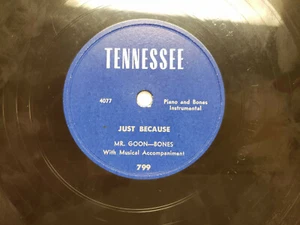 TENNESSEE
4077
Piano and Bones
Instrumental
JUST BECAUSE
MR. GOON—BONES
With Musical Accompaniment
799